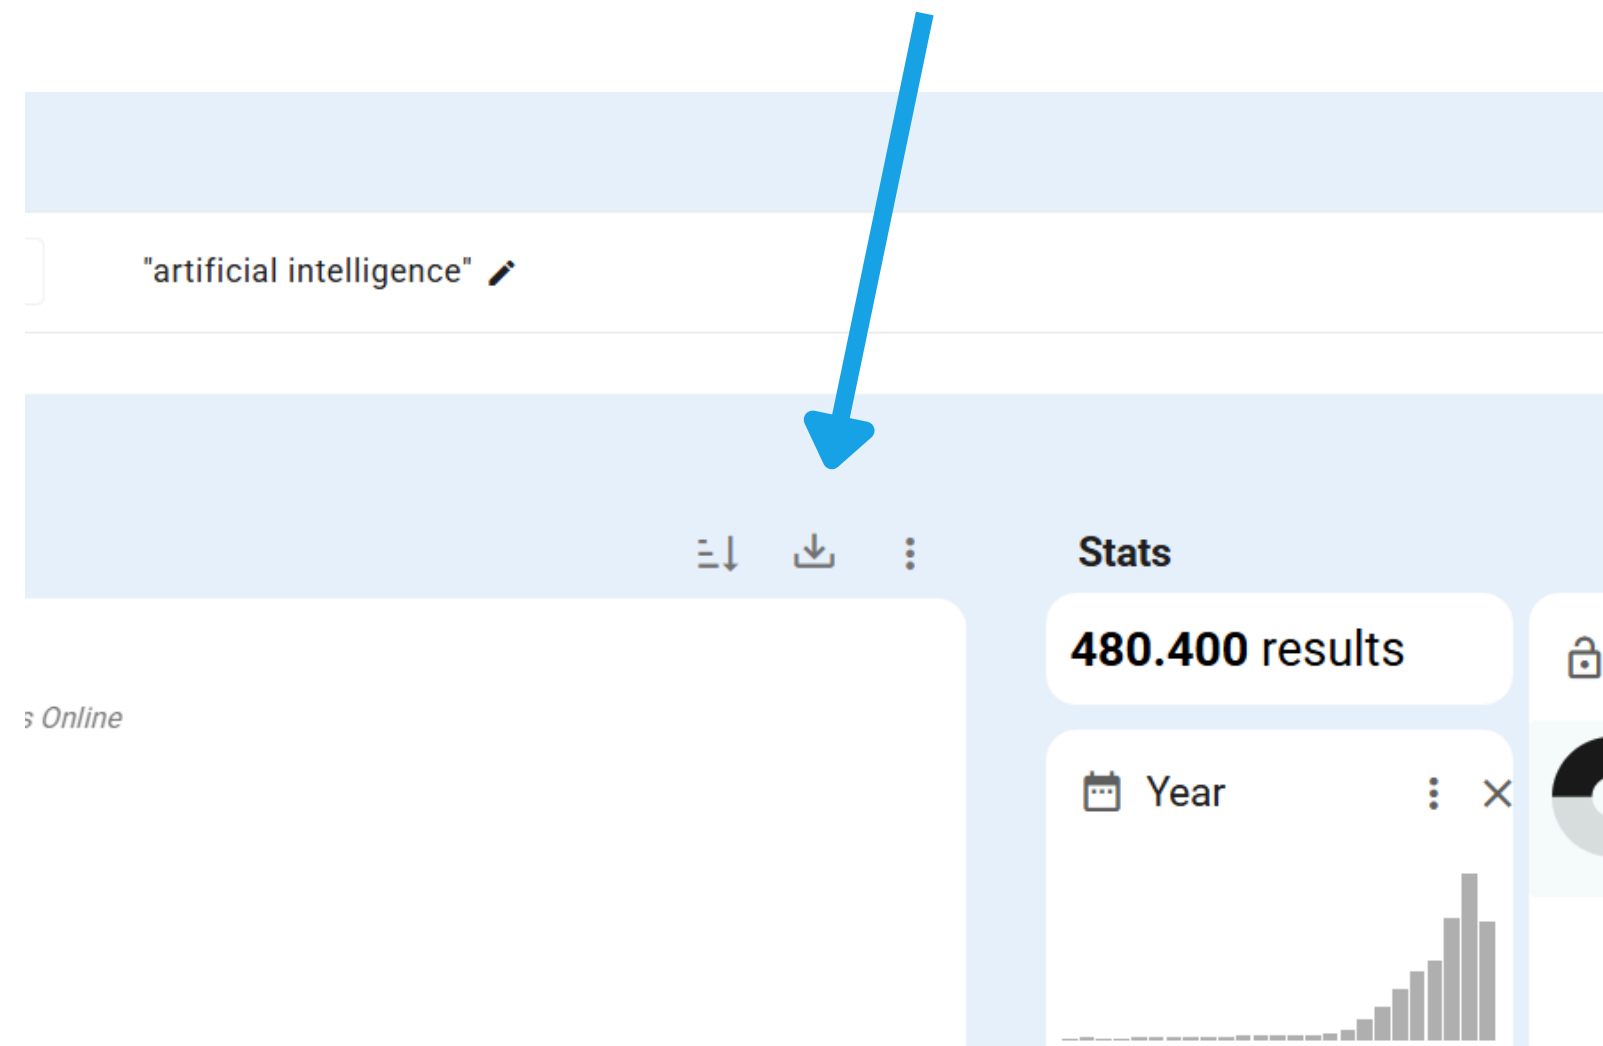 "artificial intelligence"
Stats
480.400 results
s Online
Year